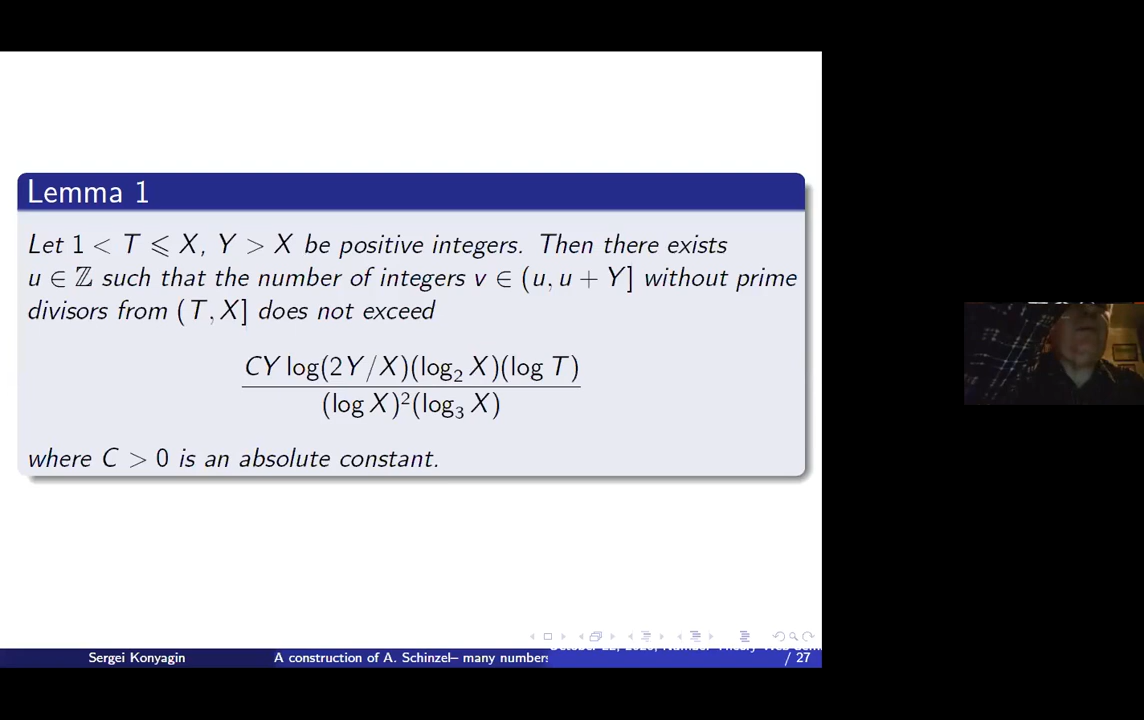 Lemma 1
Let 1 < T ⩽ X, Y > X be positive integers. Then there exists
u ∈ ℤ such that the number of integers v ∈ (u, u + Y] without prime
divisors from (T, X] does not exceed
CY log(2Y/X)(log₂ X)(log T)
(log X)²(log₃ X)
where C > 0 is an absolute constant.
Sergei Konyagin
A construction of A. Schinzel– many numbers
/ 27